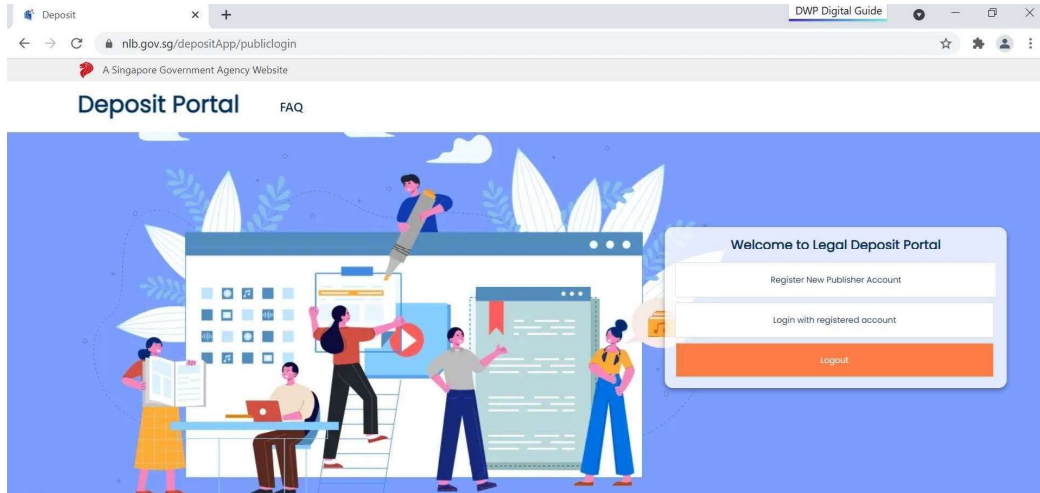 Deposit
DWP Digital Guide
nlb.gov.sg/depositApp/publiclogin
A Singapore Government Agency Website
Deposit Portal
FAQ
Welcome to Legal Deposit Portal
Register New Publisher Account
Login with registered account
Logout